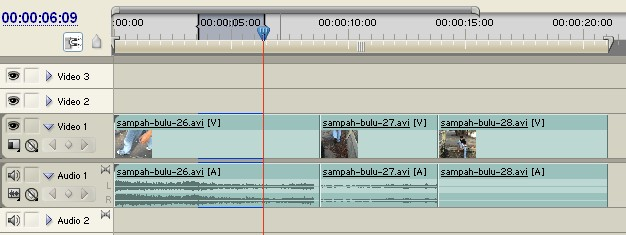 00:00:06:09
:00:00 00:00:05:00 00:00:10:00 00:00:15:00 00:00:20:00
Video 3
Video 2
Video 1 sampah-bulu-26.avi [V] sampah-bulu-27.avi [V] sampah-bulu-28.avi [V]
Audio 1 sampah-bulu-26.avi [A] sampah-bulu-27.avi [A] sampah-bulu-28.avi [A]
L
R
Audio 2